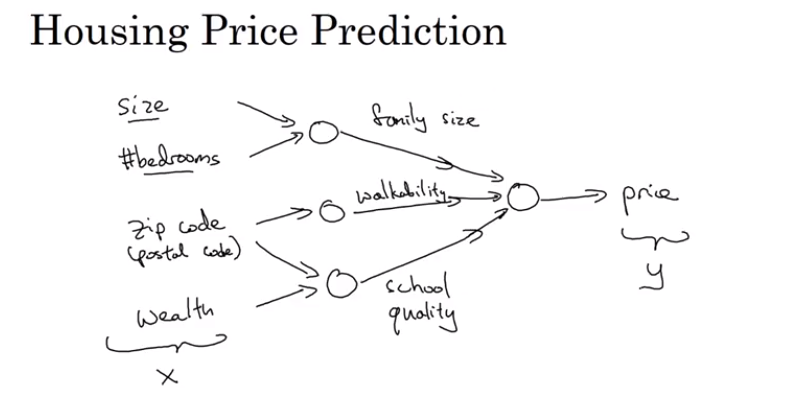 Housing Price Prediction
size
family size
#bedrooms
walkability
price
zip code
(postal code)
y
school
quality
wealth
x